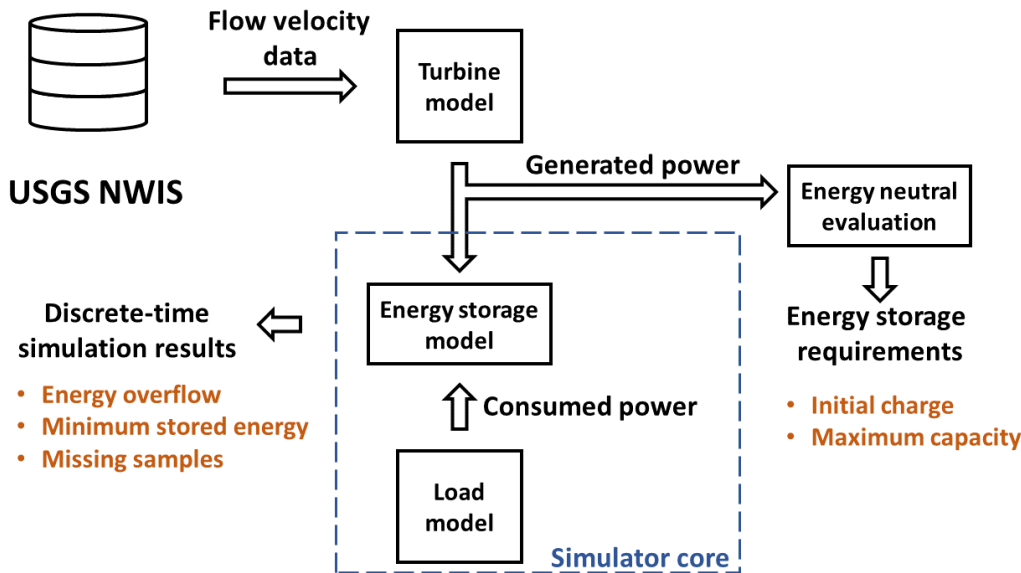 Flow velocity
data
Turbine
model
USGS NWIS
Generated power
Energy neutral
evaluation
Energy storage
model
Discrete-time
simulation results
• Energy overflow
• Minimum stored energy
• Missing samples
Energy storage
requirements
• Initial charge
• Maximum capacity
Consumed power
Load
model
Simulator core